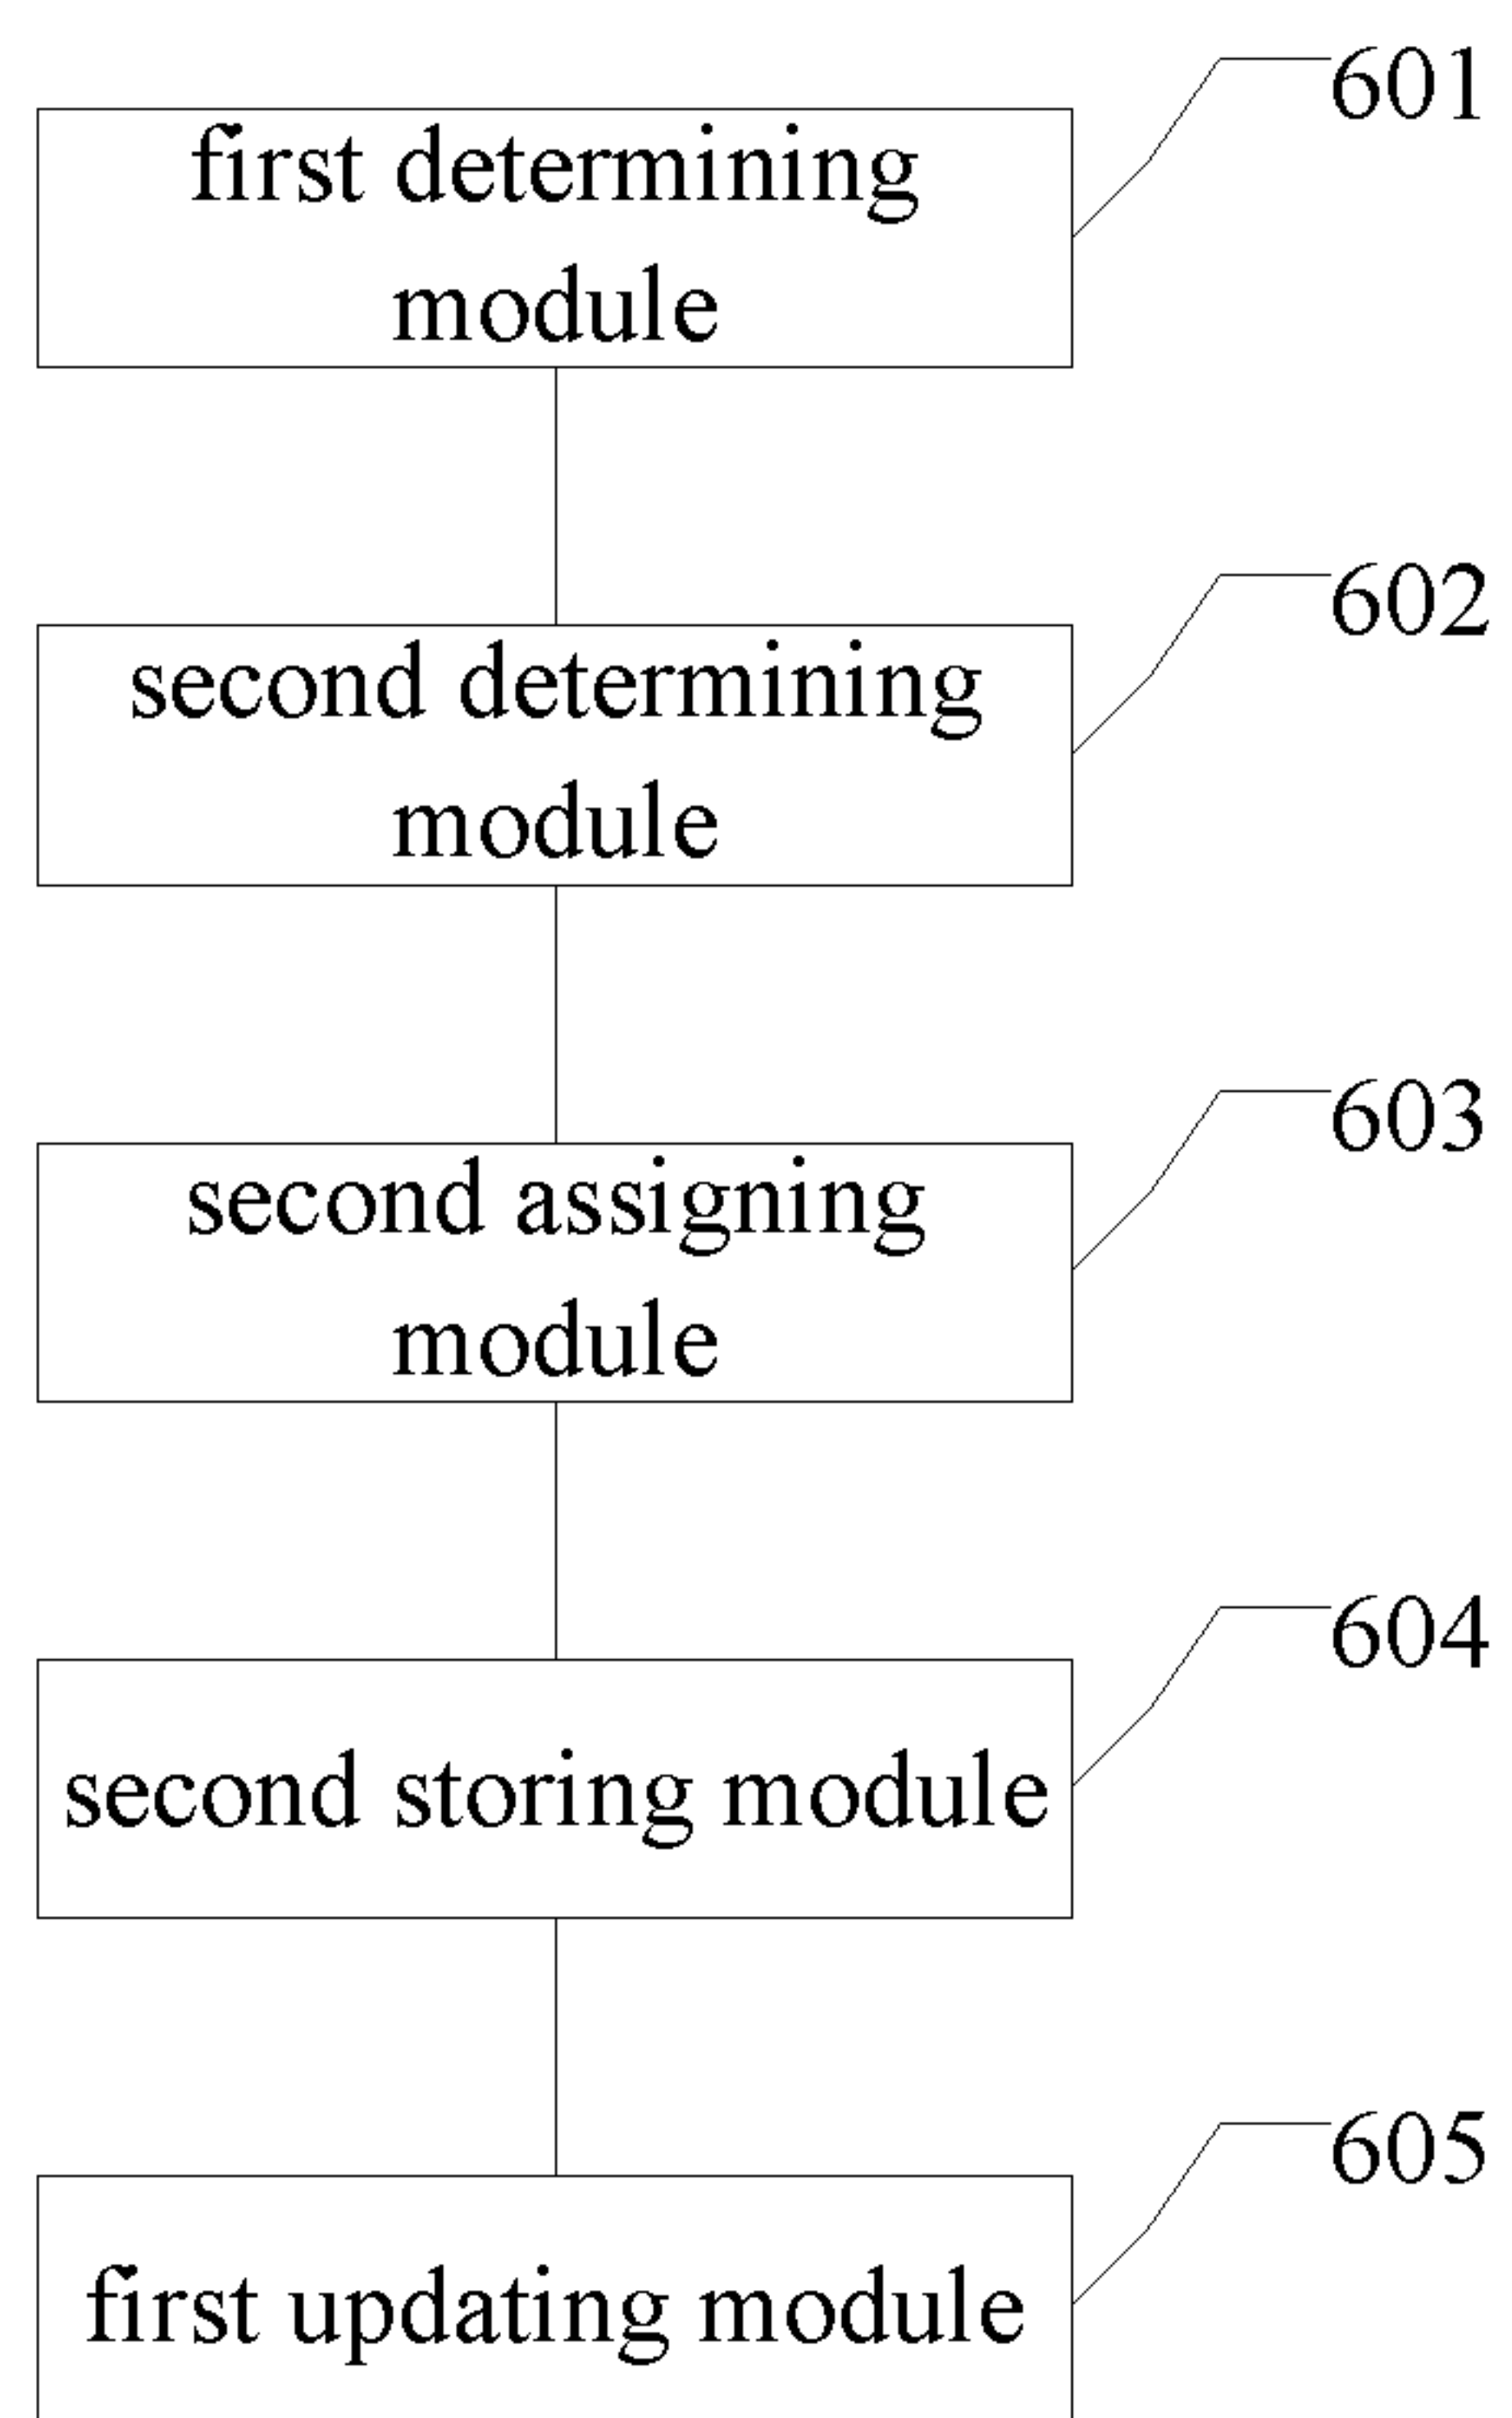 601
first determining
module
602
second determining
module
603
second assigning
module
604
second storing module
605
first updating module